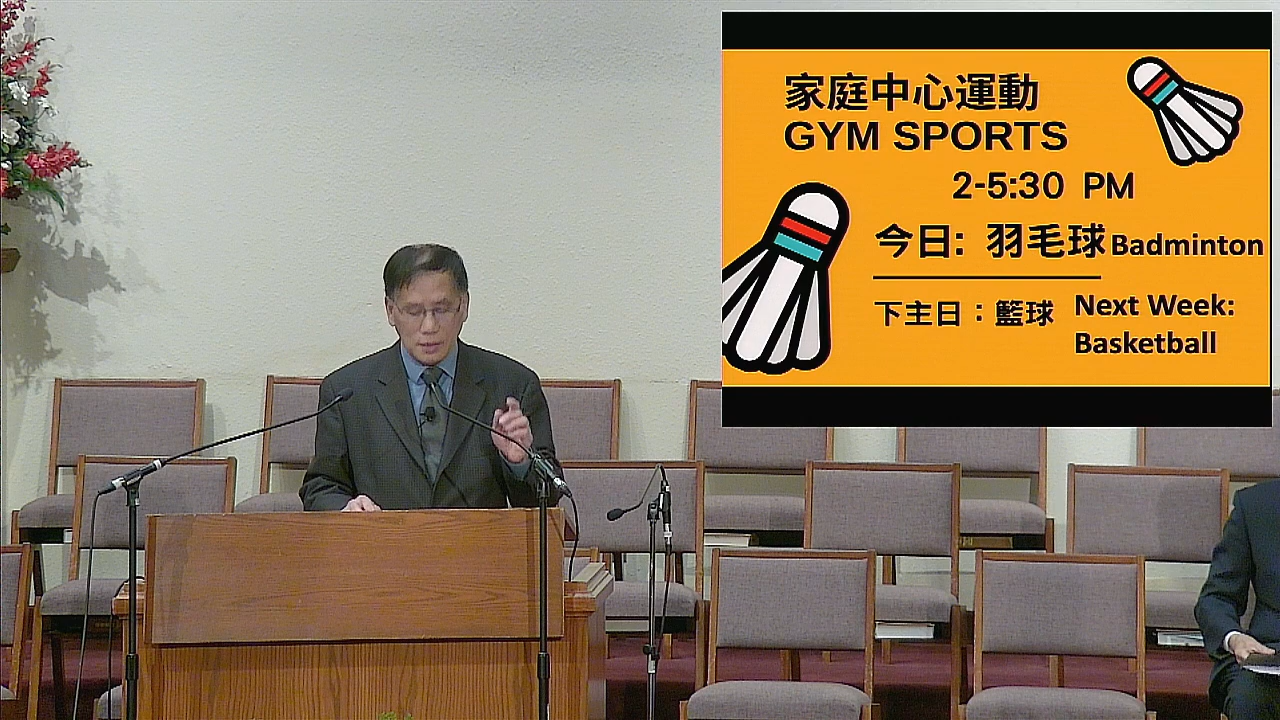 家庭中心運動
GYM SPORTS
2-5:30 PM
今日: 羽毛球 Badminton
下主日：籃球 Next Week:
Basketball